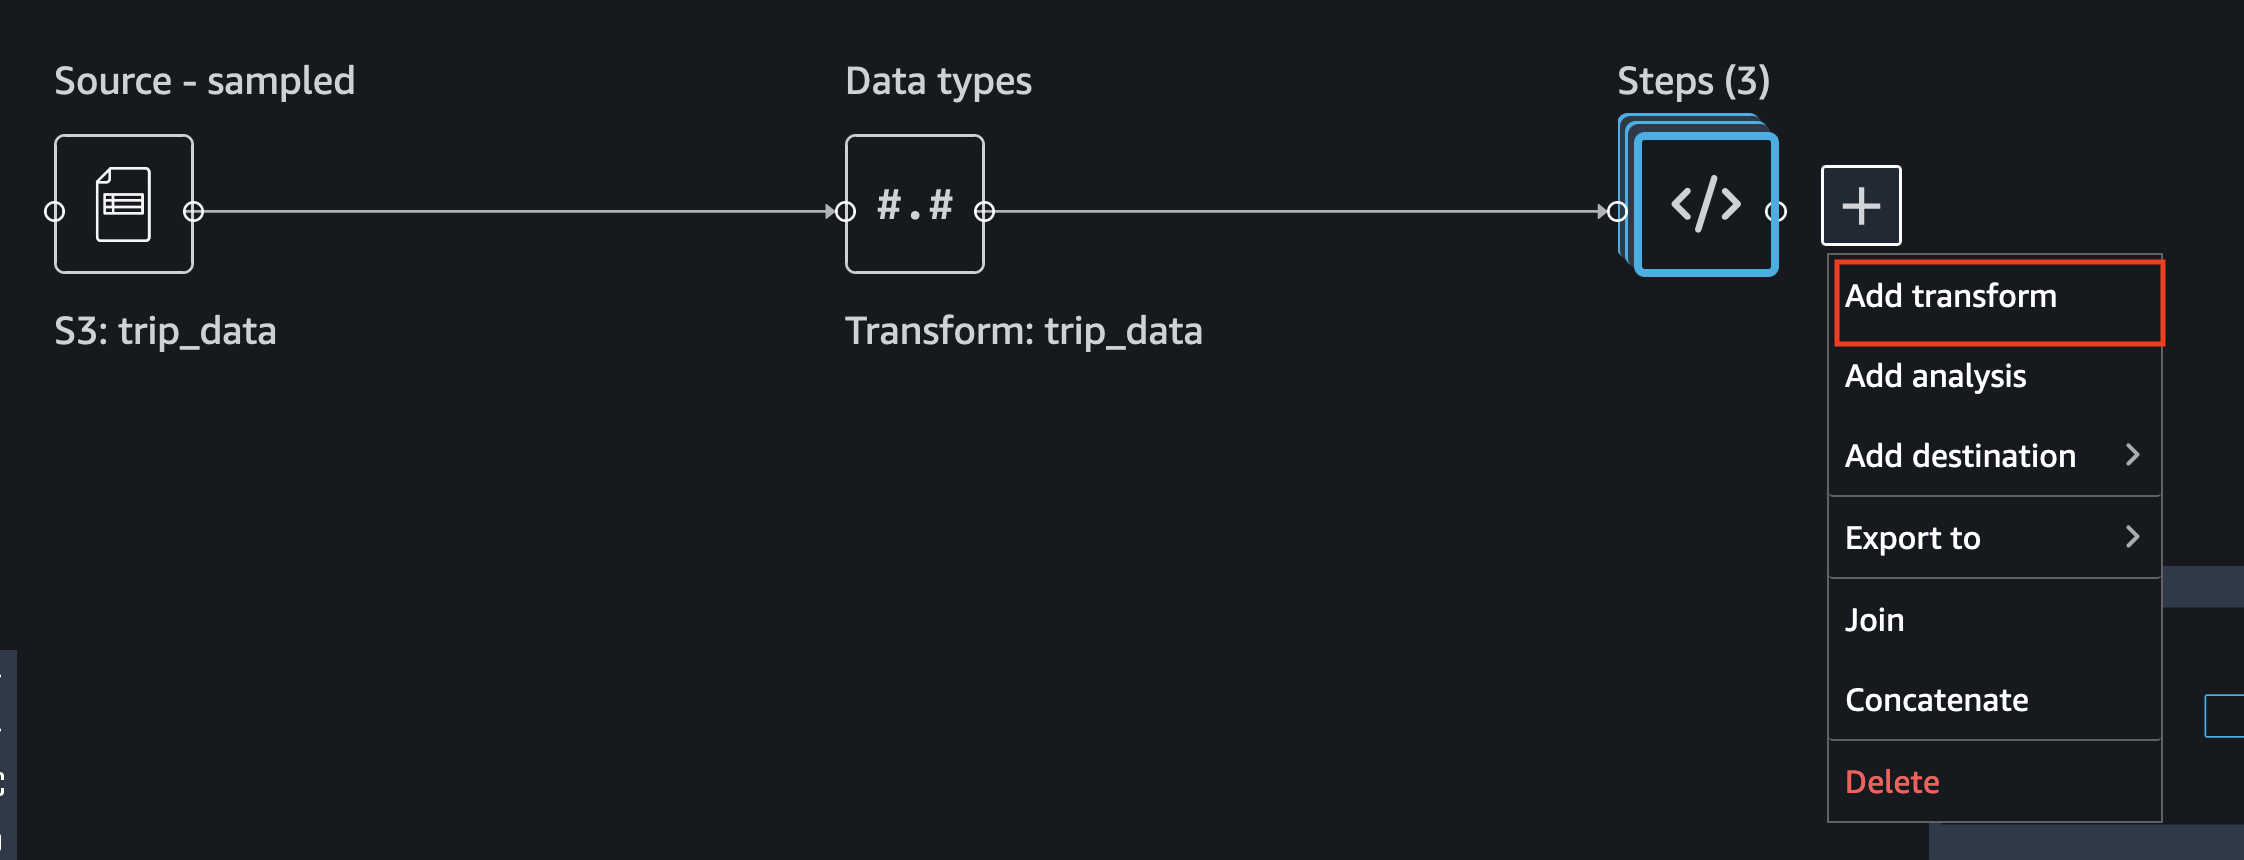 Source - sampled
Data types
Steps (3)
#.#
</>
+
S3: trip_data
Transform: trip_data
Add transform
Add analysis
Add destination
Export to
Join
Concatenate
Delete